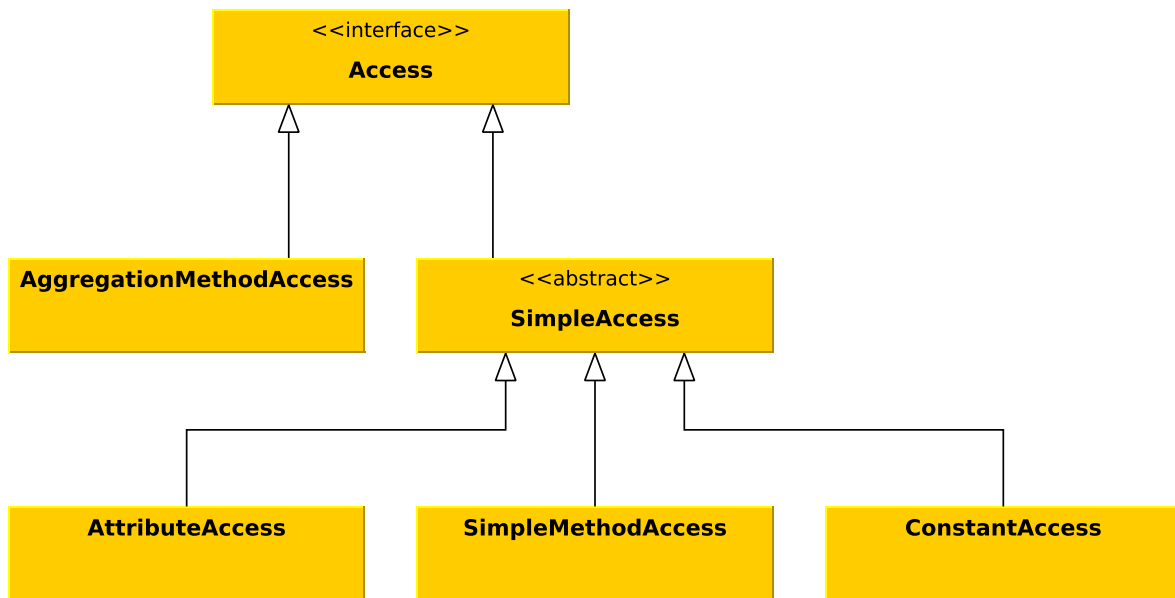 <<interface>>
Access
AggregationMethodAccess
<<abstract>>
SimpleAccess
AttributeAccess
SimpleMethodAccess
ConstantAccess